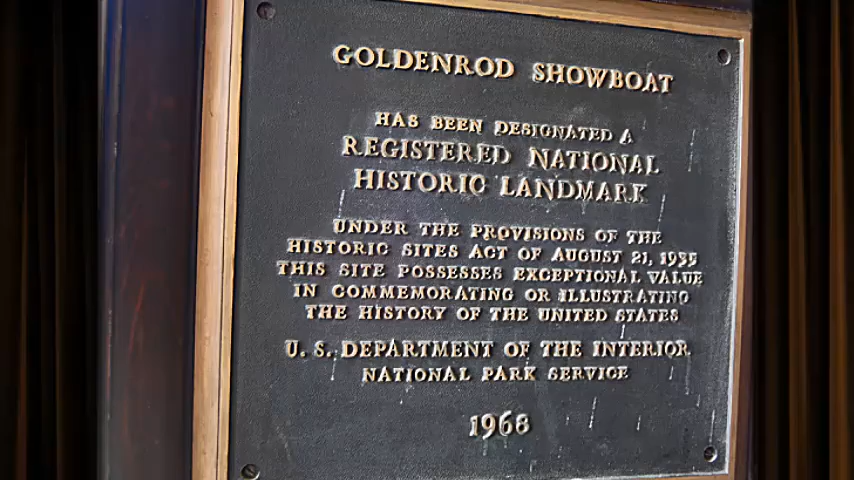 GOLDENROD SHOWBOAT
HAS BEEN DESIGNATED A
REGISTERED NATIONAL
HISTORIC LANDMARK
UNDER THE PROVISIONS OF THE
HISTORIC SITES ACT OF AUGUST 21, 1935
THIS SITE POSSESSES EXCEPTIONAL VALUE
IN COMMEMORATING OR ILLUSTRATING
THE HISTORY OF THE UNITED STATES
U. S. DEPARTMENT OF THE INTERIOR
NATIONAL PARK SERVICE
1968